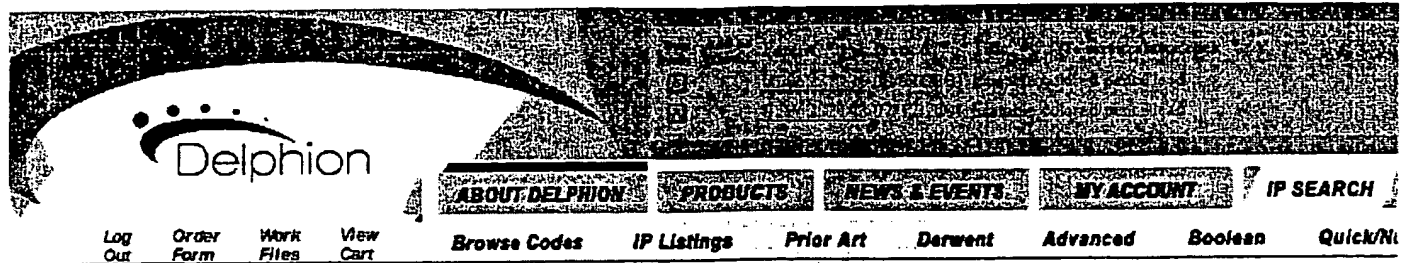 Delphion
ABOUT DELPHION PRODUCTS NEWS & EVENTS MY ACCOUNT IP SEARCH
Log Out Order Form Work Files View Cart Browse Codes IP Listings Prior Art Derwent Advanced Boolean